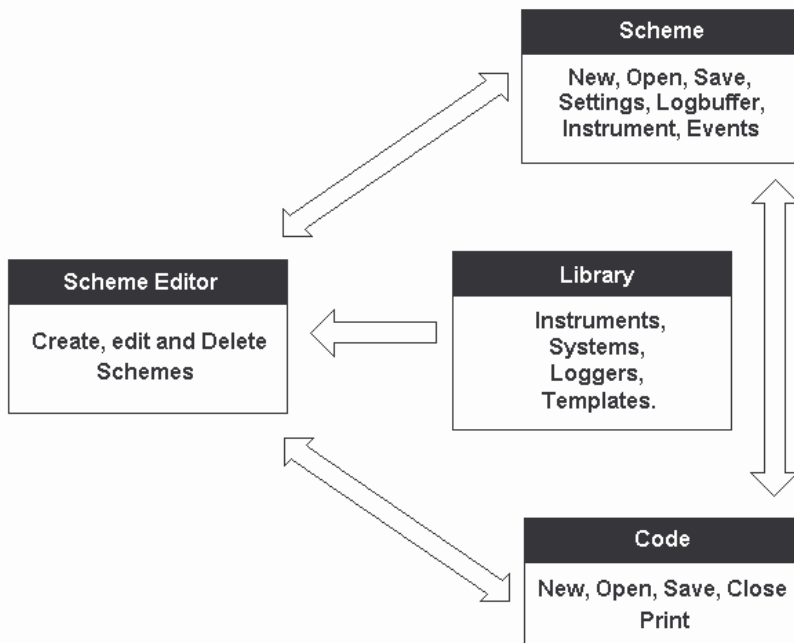 Scheme
New, Open, Save,
Settings, Logbuffer,
Instrument, Events
Scheme Editor
Create, edit and Delete
Schemes
Library
Instruments,
Systems,
Loggers,
Templates.
Code
New, Open, Save, Close
Print